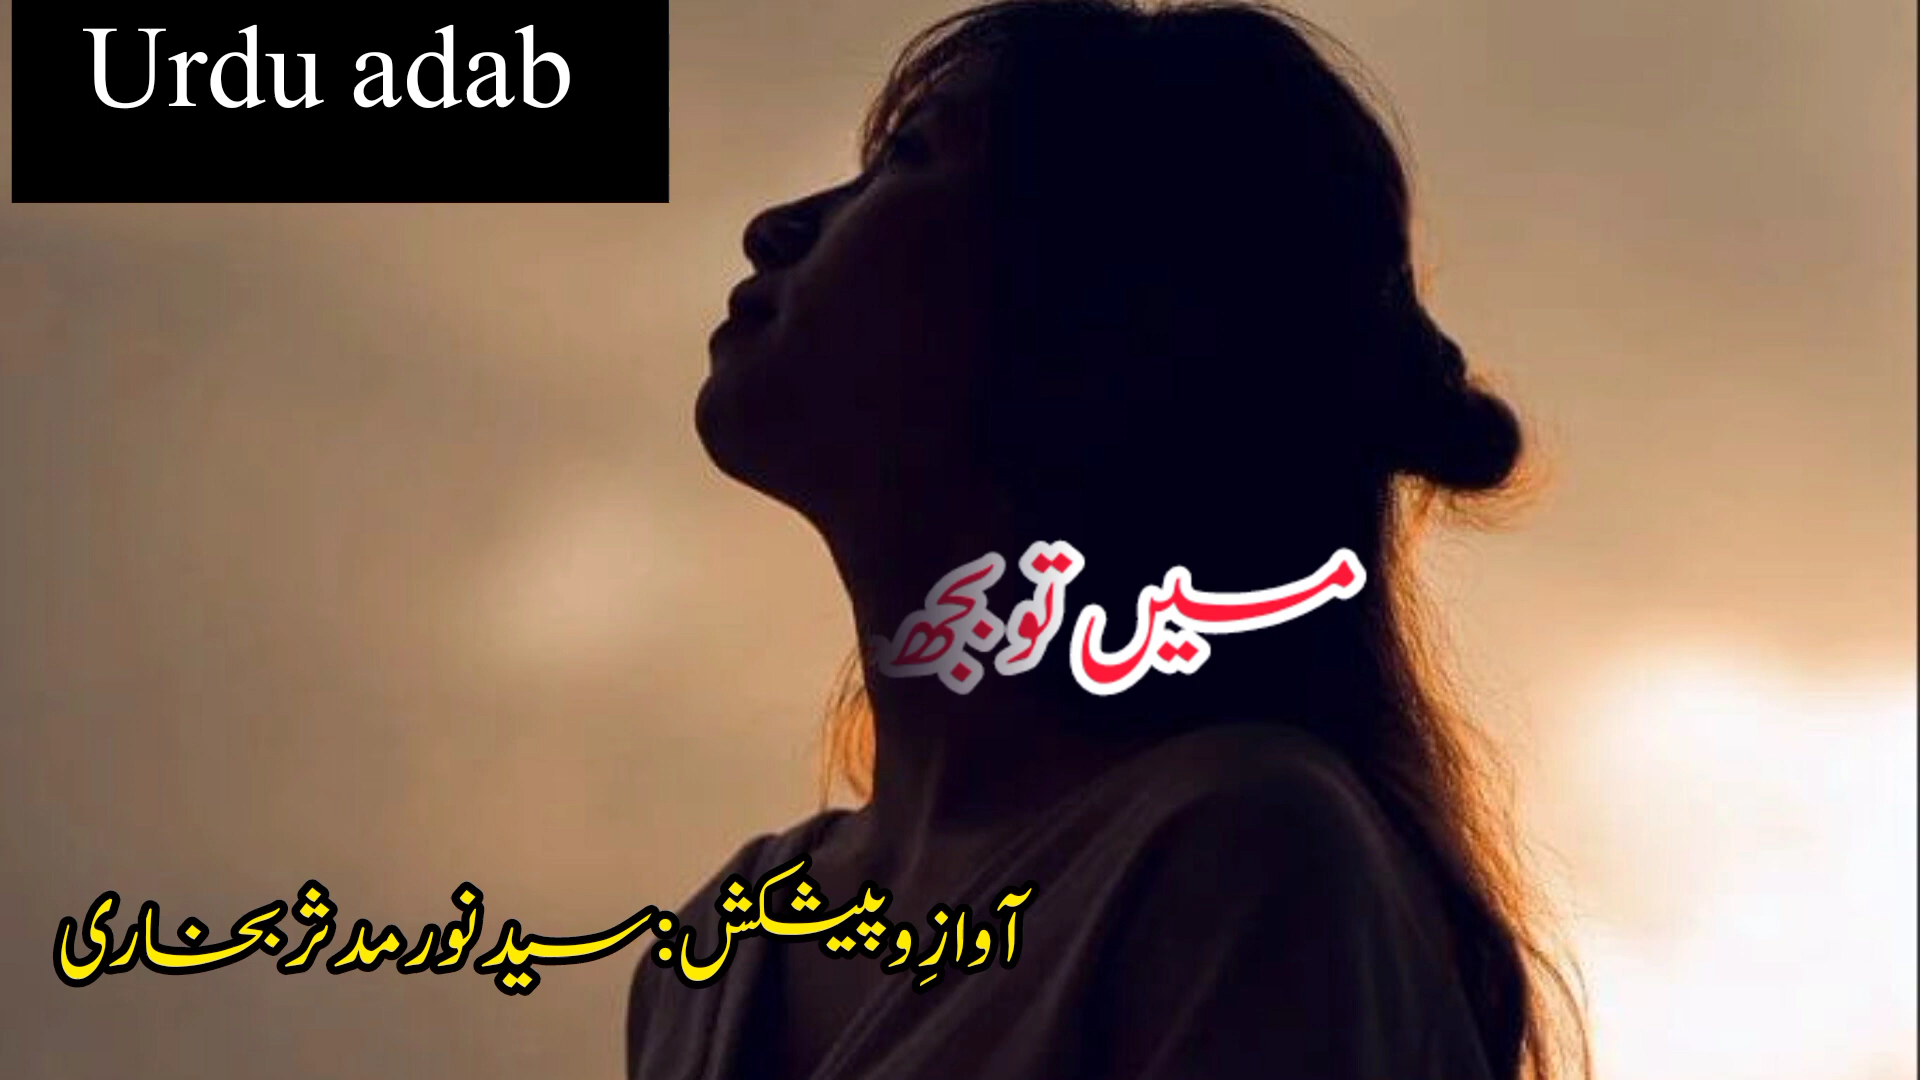 Urdu adab
میں تو بجھ
آوازِ و پیشکش: سید نور مدثر بخاری